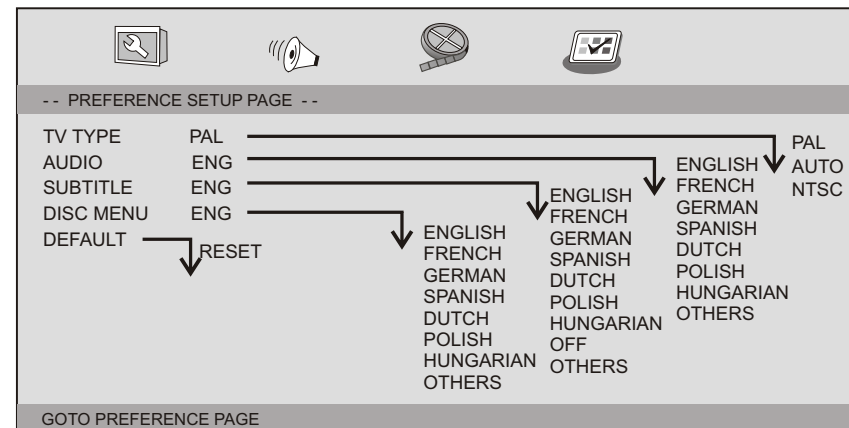 - - PREFERENCE SETUP PAGE - -
TV TYPE PAL
AUDIO ENG
SUBTITLE ENG
DISC MENU ENG
DEFAULT
RESET
ENGLISH
FRENCH
GERMAN
SPANISH
DUTCH
POLISH
HUNGARIAN
OTHERS
ENGLISH
FRENCH
GERMAN
SPANISH
DUTCH
POLISH
HUNGARIAN
OFF
OTHERS
ENGLISH
FRENCH
GERMAN
SPANISH
DUTCH
POLISH
HUNGARIAN
OTHERS
PAL
AUTO
NTSC
GOTO PREFERENCE PAGE